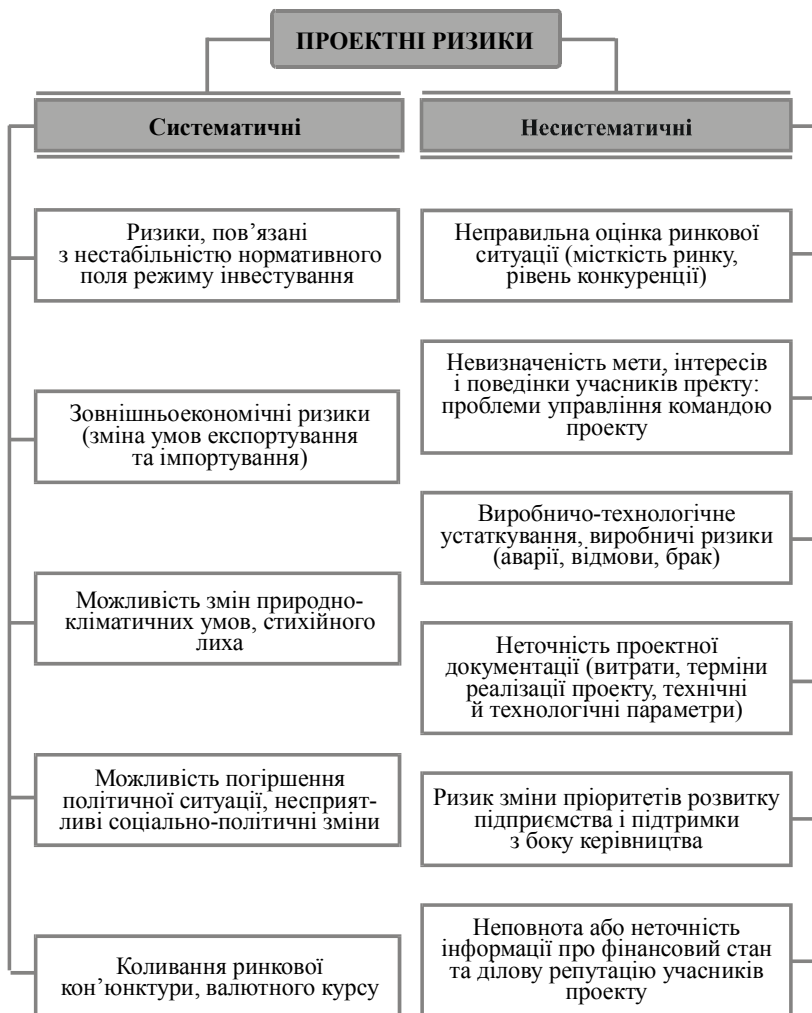 ПРОЕКТНІ РИЗИКИ
Систематичні
Ризики, пов’язані
з нестабільністю нормативного
поля режиму інвестування
Зовнішньоекономічні ризики
(зміна умов експортування
та імпортування)
Можливість змін природно-
кліматичних умов, стихійного
лиха
Можливість погіршення
політичної ситуації, несприят-
ливі соціально-політичні зміни
Коливання ринкової
кон’юнктури, валютного курсу
Несистематичні
Неправильна оцінка ринкової
ситуації (місткість ринку,
рівень конкуренції)
Невизначеність мети, інтересів
і поведінки учасників пректу:
проблеми управління командою
проекту
Виробничо-технологічне
устаткування, виробничі ризики
(аварії, відмови, брак)
Неточність проектної
документації (витрати, терміни
реалізації проекту, технічні
й технологічні параметри)
Ризик зміни пріоритетів розвитку
підприємства і підтримки
з боку керівництва
Неповнота або неточність
інформації про фінансовий стан
та ділову репутацію учасників
проекту